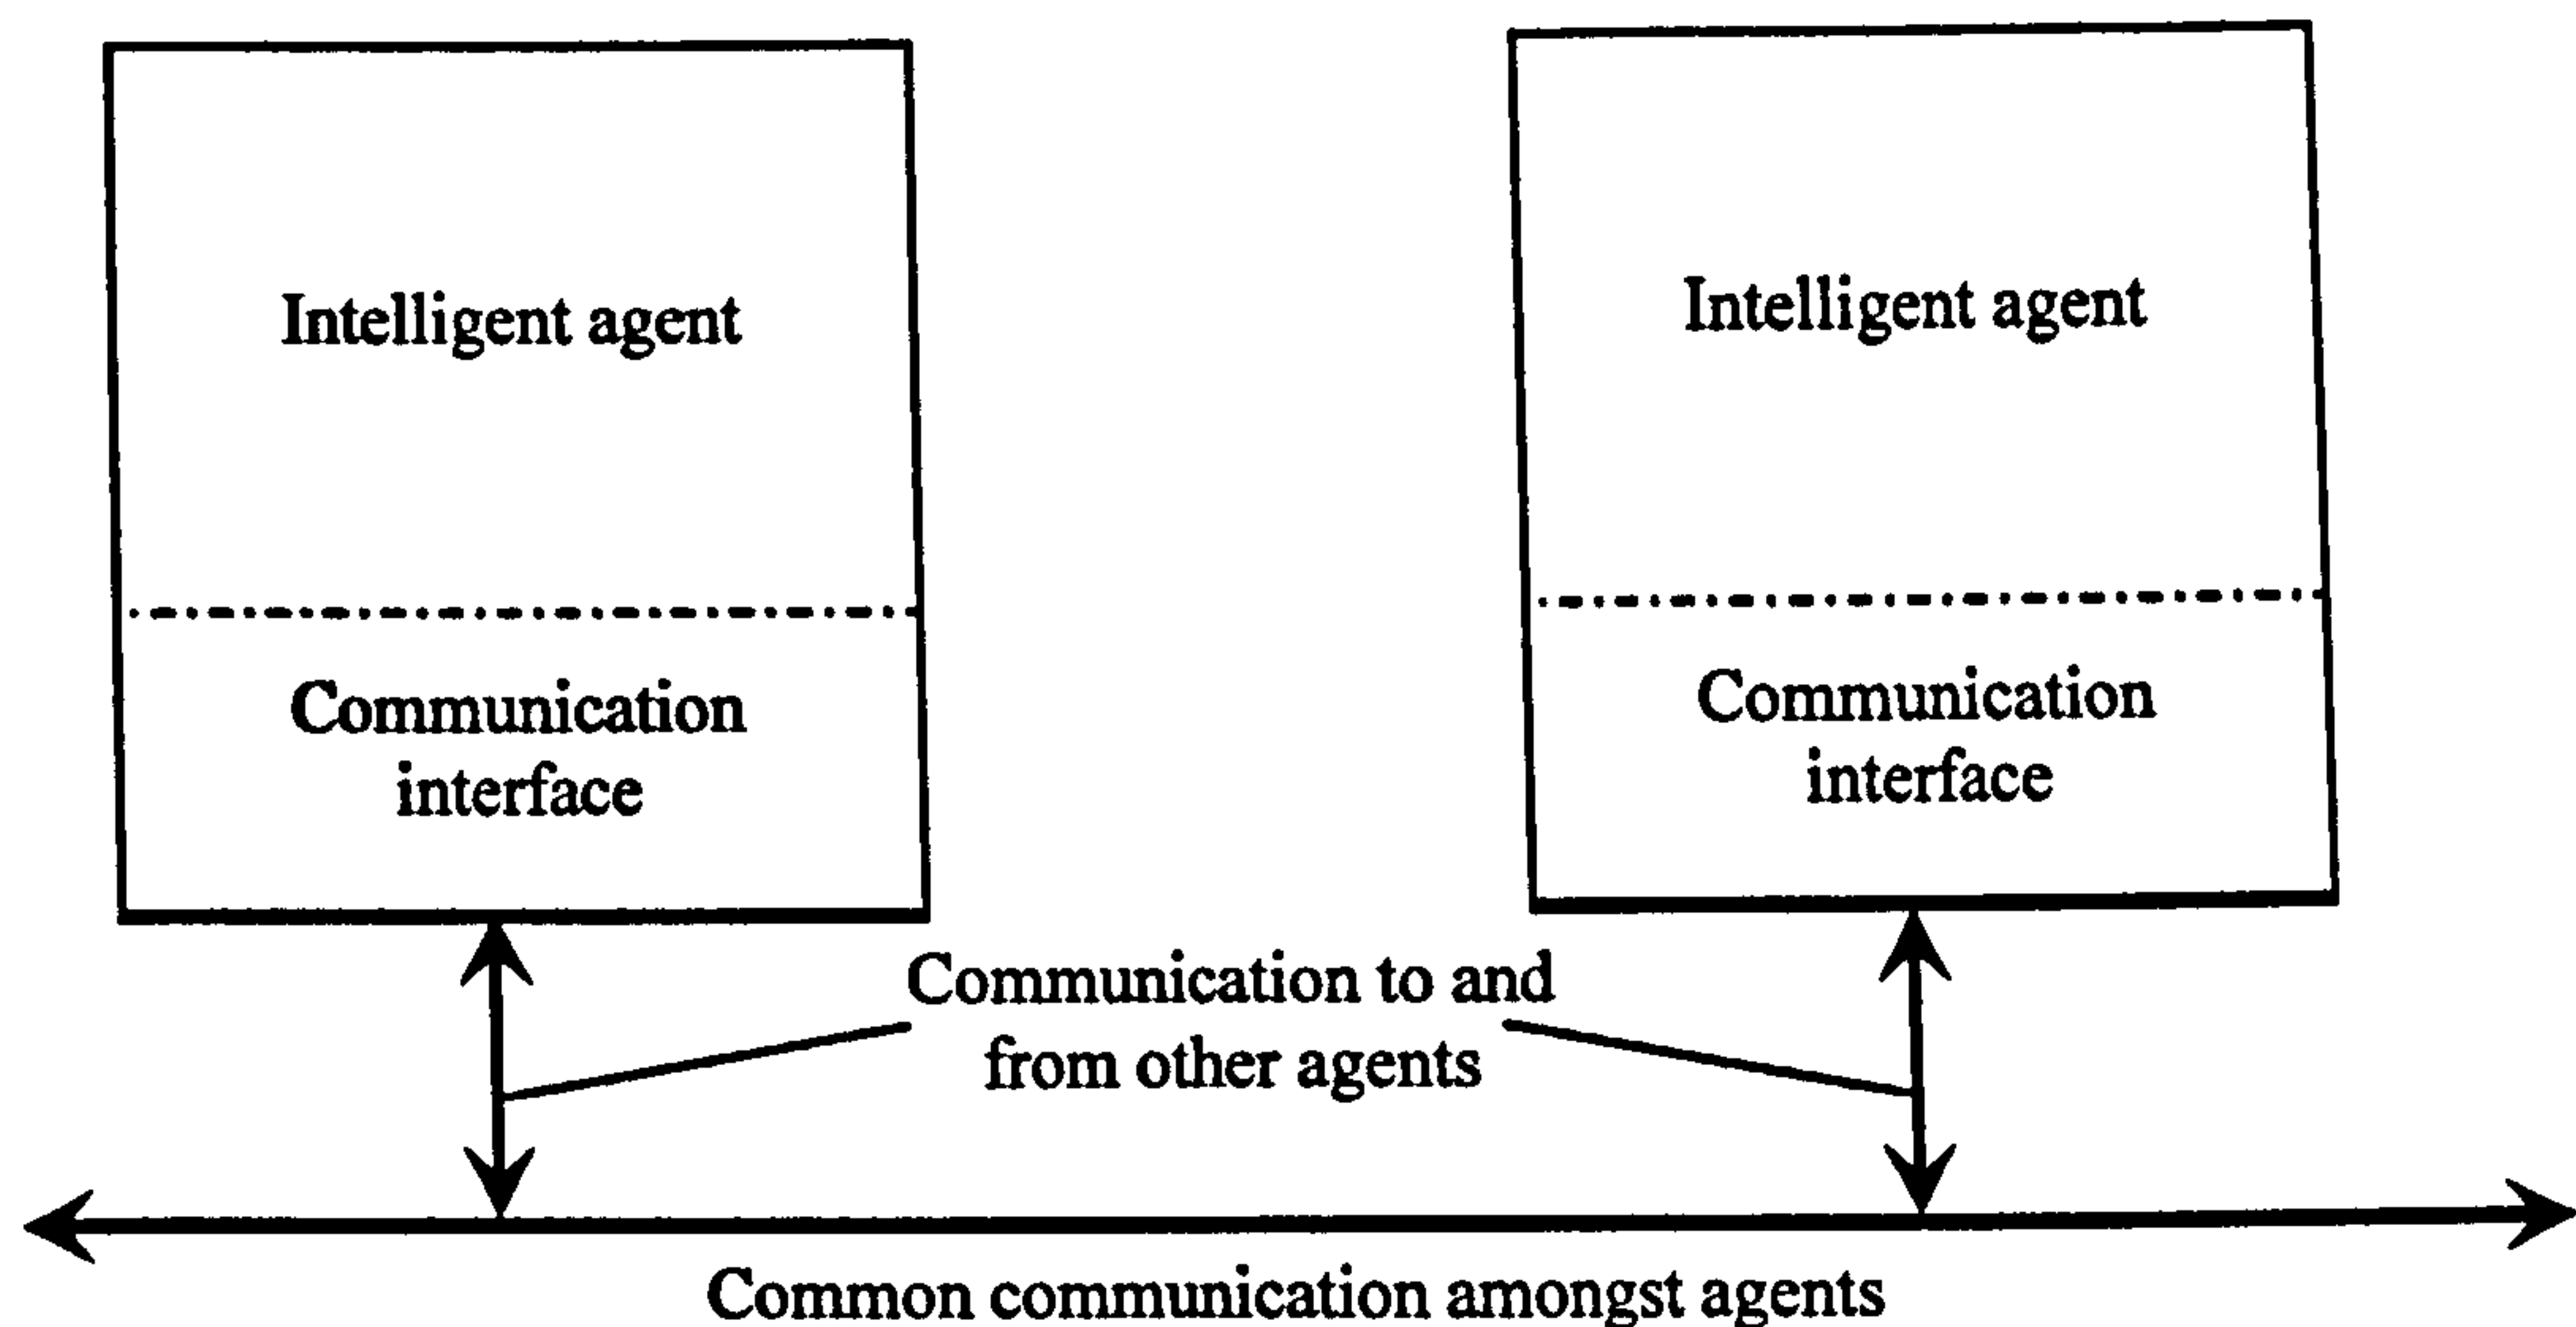 Intelligent agent
Communication
interface
Intelligent agent
Communication
interface
Communication to and
from other agents
Common communication amongst agents